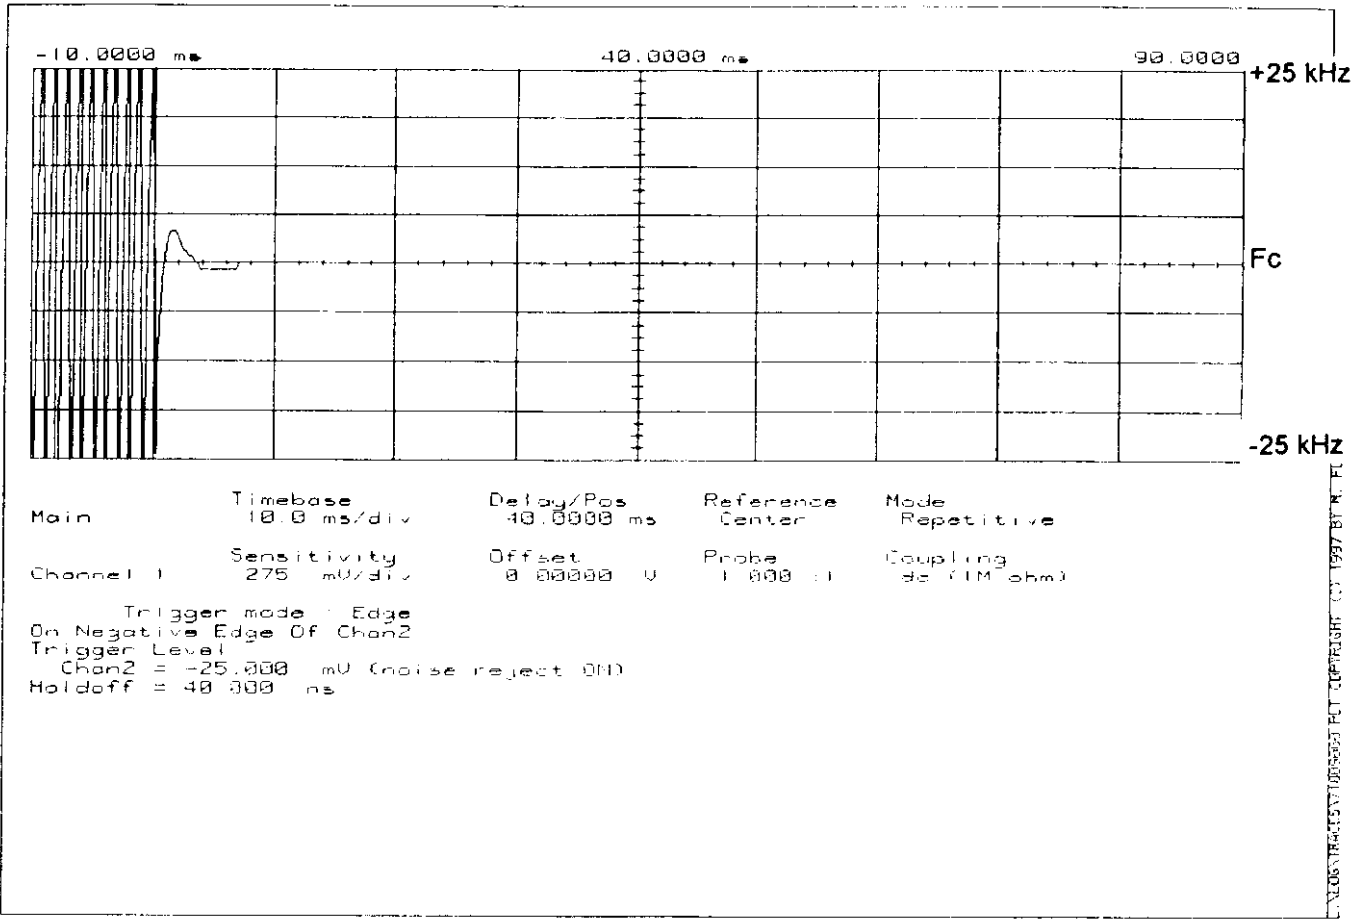 -10.0000 ms 40.0000 ms 90.0000
+25 kHz
Fc
-25 kHz
Timebase Delay/Pos Reference Mode
Main 10.0 ms/div 40.0000 ms Center Repetitive
Sensitivity Offset Probe Coupling
Channel 1 275 mV/div 0.00000 V 1.000 :1 dc (1M ohm)
Trigger mode : Edge
On Negative Edge Of Chan2
Trigger Level
Chan2 = -25.000 mV (noise reject ON)
Holdoff = 40.000 ns
COPYRIGHT (C) 1997 BY M. FL